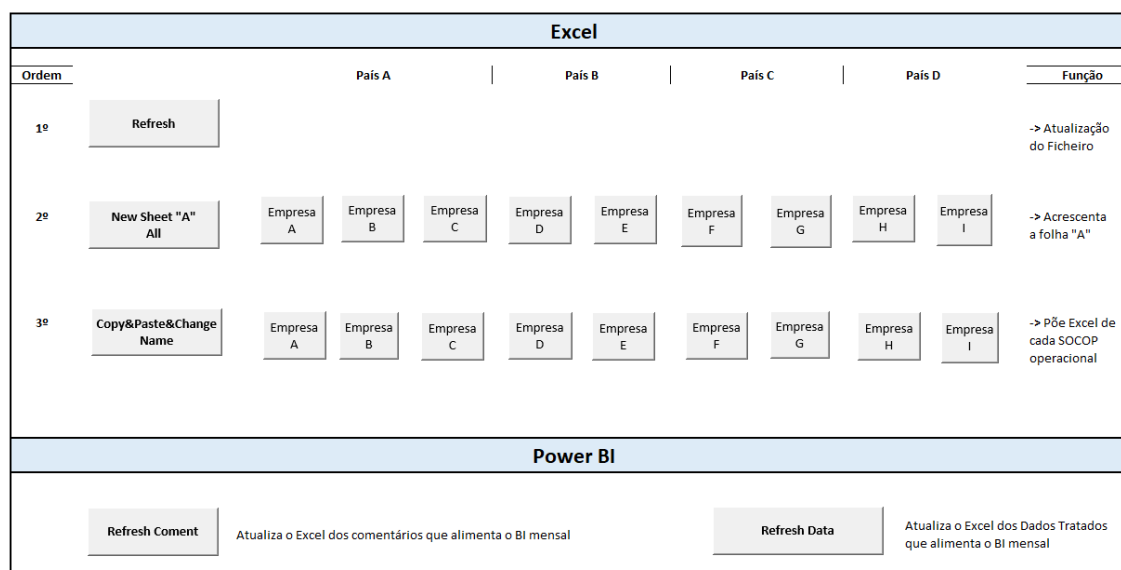 Excel
Ordem
País A
País B
País C
País D
Função
1º
Refresh
-> Atualização
do Ficheiro
2º
New Sheet "A"
All
Empresa
A
Empresa
B
Empresa
C
Empresa
D
Empresa
E
Empresa
F
Empresa
G
Empresa
H
Empresa
I
-> Acrescenta
a folha "A"
3º
Copy&Paste&Change
Name
Empresa
A
Empresa
B
Empresa
C
Empresa
D
Empresa
E
Empresa
F
Empresa
G
Empresa
H
Empresa
I
-> Põe Excel de
cada SOCOP
operacional
Power BI
Refresh Coment
Atualiza o Excel dos comentários que alimenta o BI mensal
Refresh Data
Atualiza o Excel dos Dados Tratados
que alimenta o BI mensal